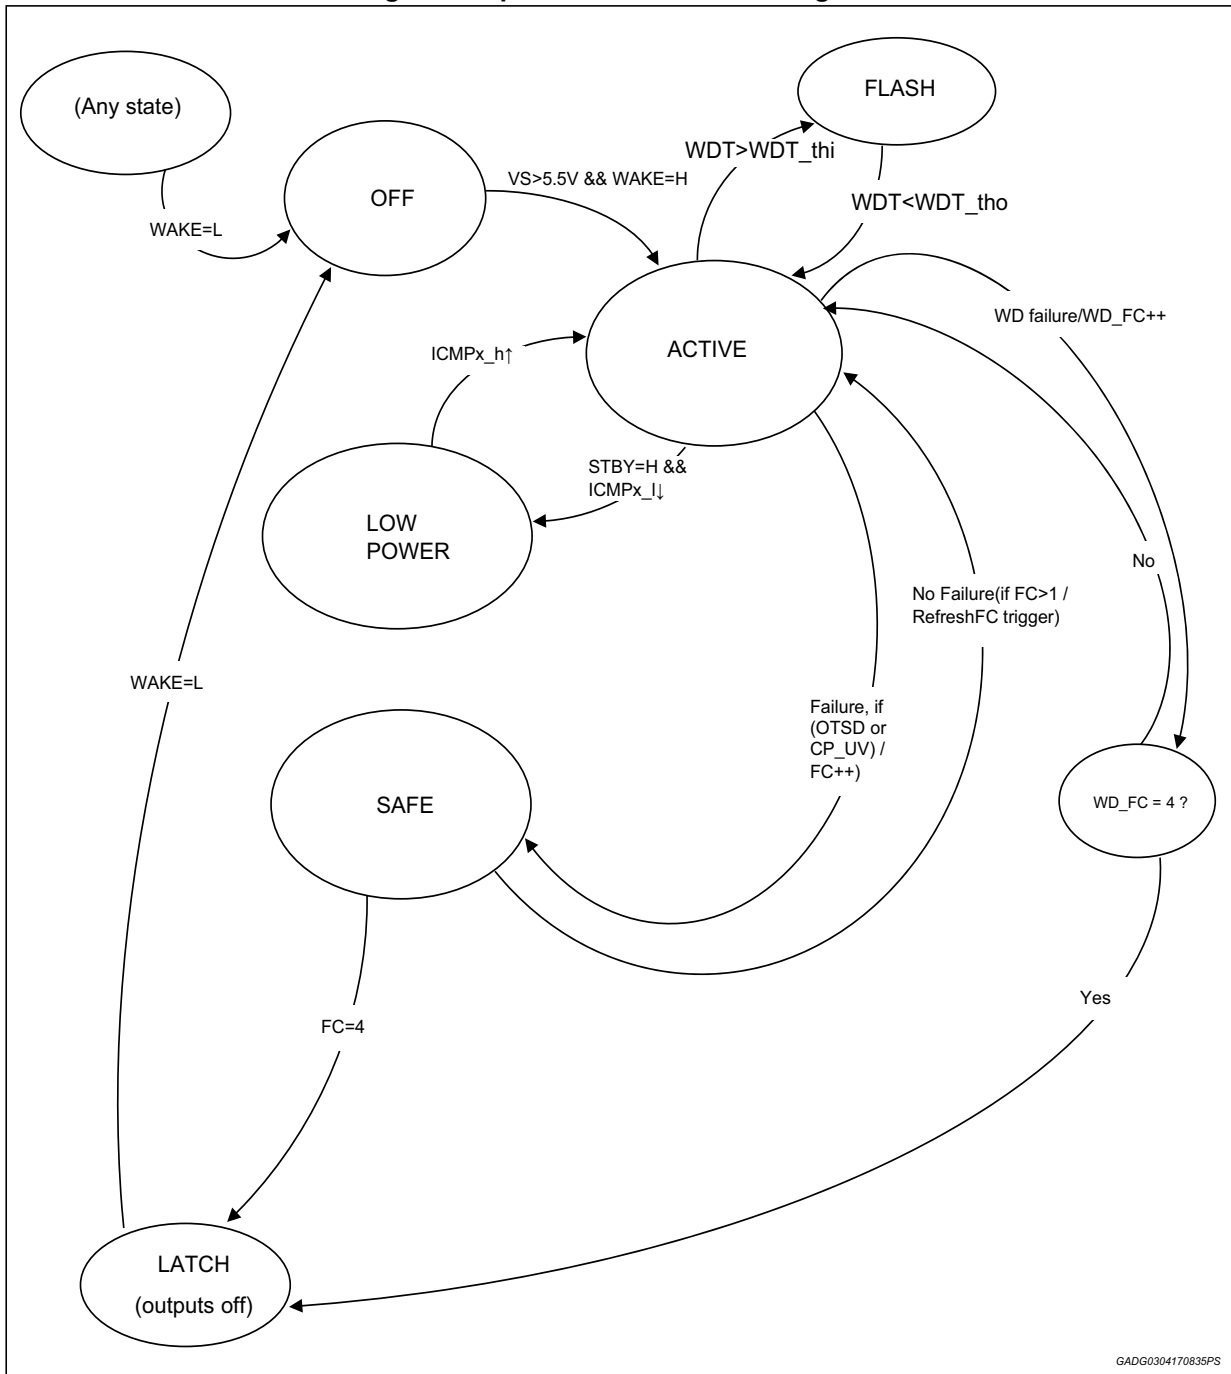 (Any state)
FLASH
WDT>WDT_thi
VS>5.5V && WAKE=H
OFF
WDT<WDT_tho
WAKE=L
WD failure/WD_FC++
ACTIVE
ICMPx_h↑
STBY=H &&
ICMPx_l↓
LOW
POWER
No
No Failure(if FC>1 /
RefreshFC trigger)
WAKE=L
Failure, if
(OTSD or
CP_UV) /
FC++)
SAFE
WD_FC = 4 ?
Yes
FC=4
LATCH
(outputs off)
GADG0304170835PS